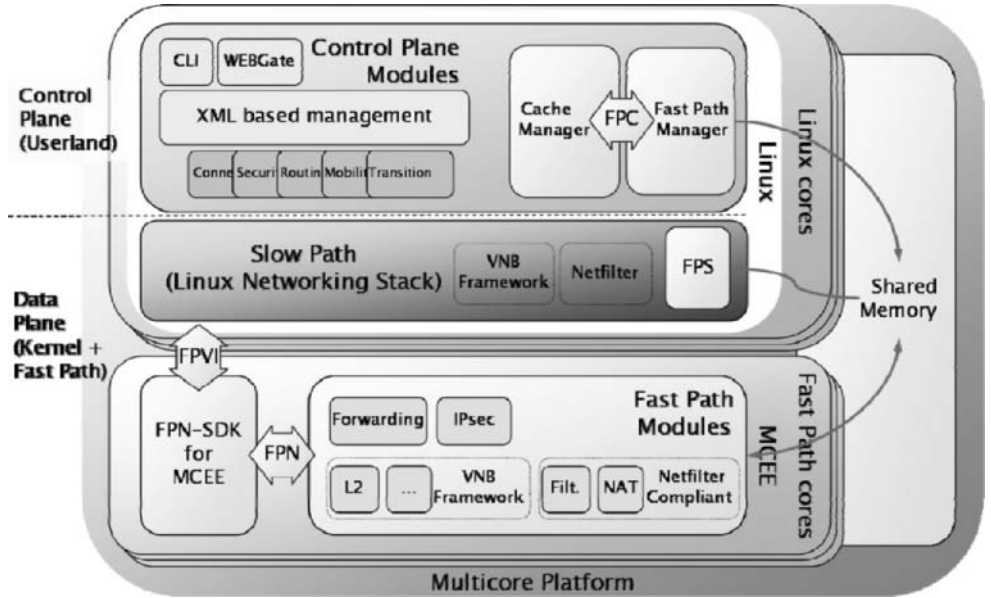 Control Plane
Modules
CLI
WEBGate
XML based management
Conne
Securi
Routin
Mobilit
Transition
Cache
Manager
FPC
Fast Path
Manager
Control
Plane
(Userland)
Linux
Linux cores
Slow Path
(Linux Networking Stack)
VNB
Framework
Netfilter
FPS
Shared
Memory
Data
Plane
(Kernel +
Fast Path)
FPVI
FPN-SDK
for
MCEE
FPN
Forwarding
IPsec
Fast Path
Modules
L2
...
VNB
Framework
Filt.
NAT
Netfilter
Compliant
MCEE
Fast Path cores
Multicore Platform